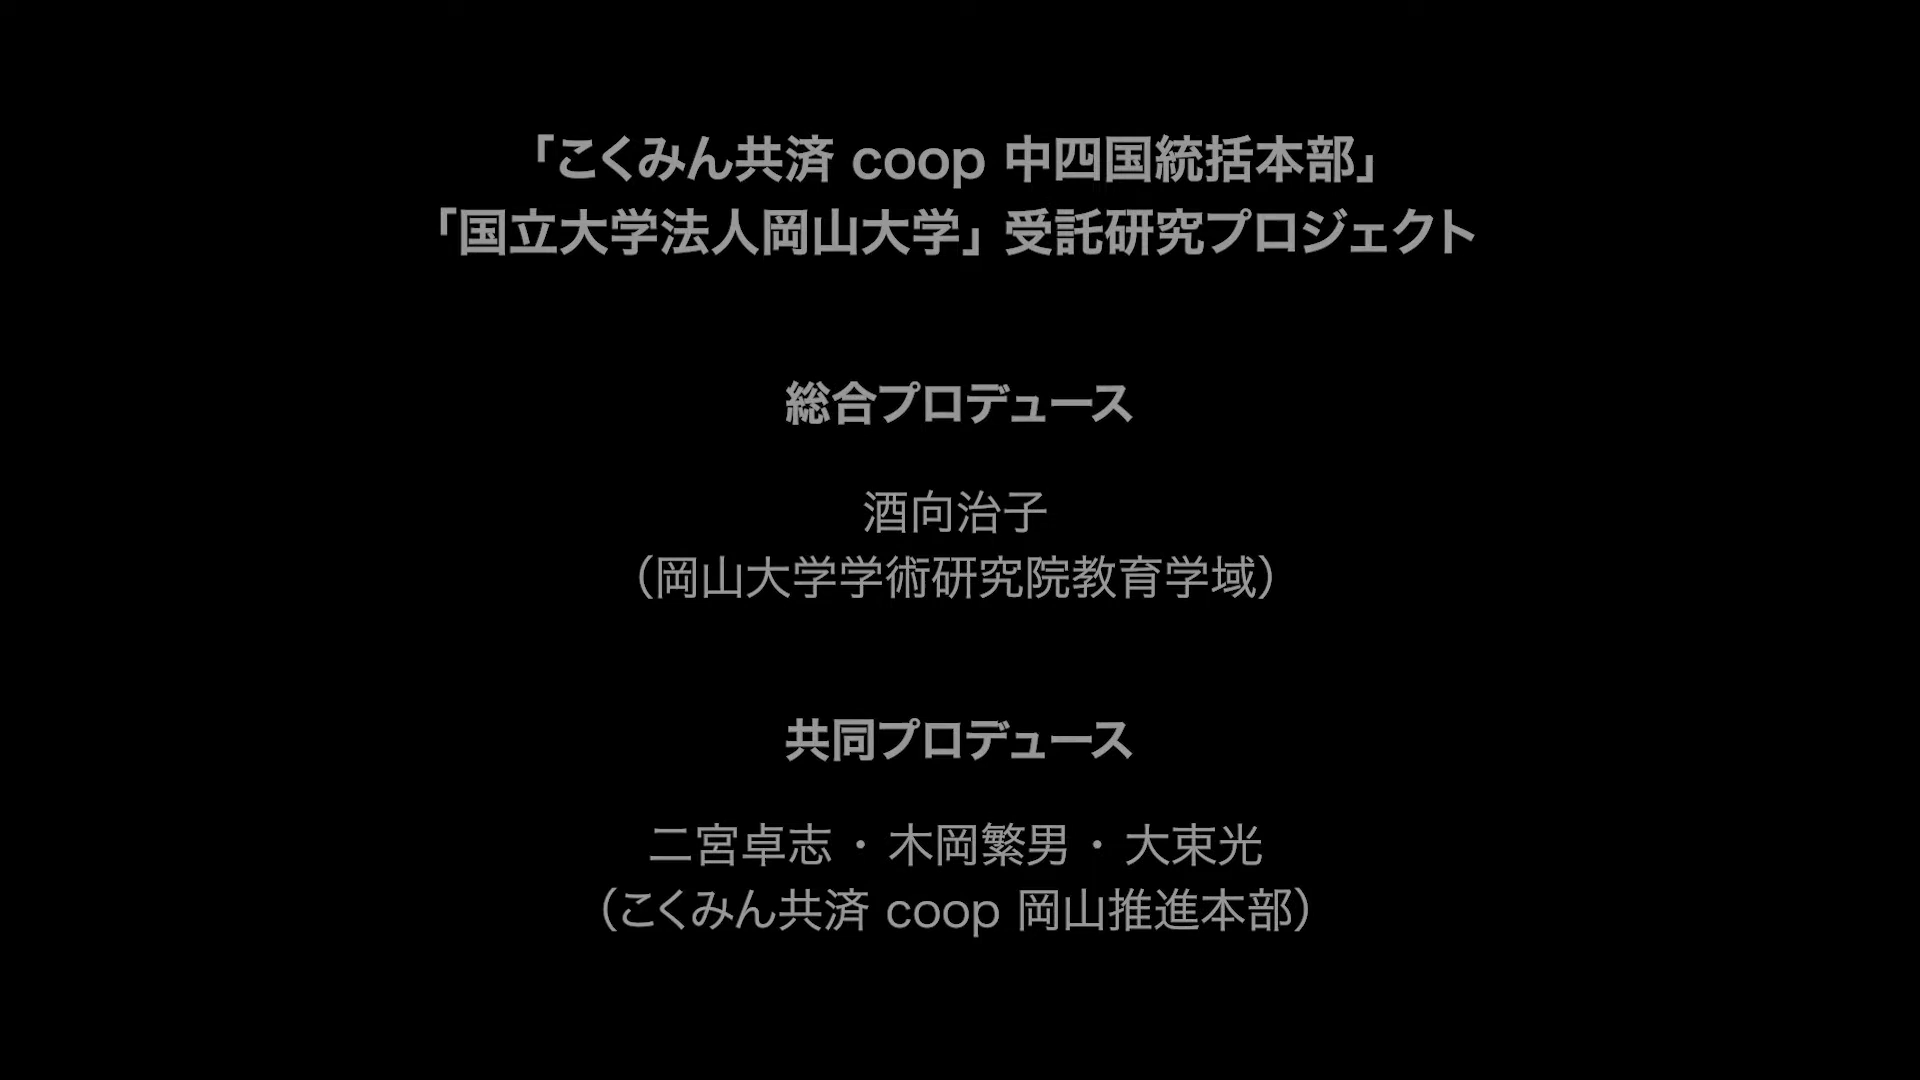 「こくみん共済 coop 中四国統括本部」
「国立大学法人岡山大学」受託研究プロジェクト
総合プロデュース
酒向治子
（岡山大学学術研究院教育学域）
共同プロデュース
二宮卓志・木岡繁男・大束光
（こくみん共済 coop 岡山推進本部）